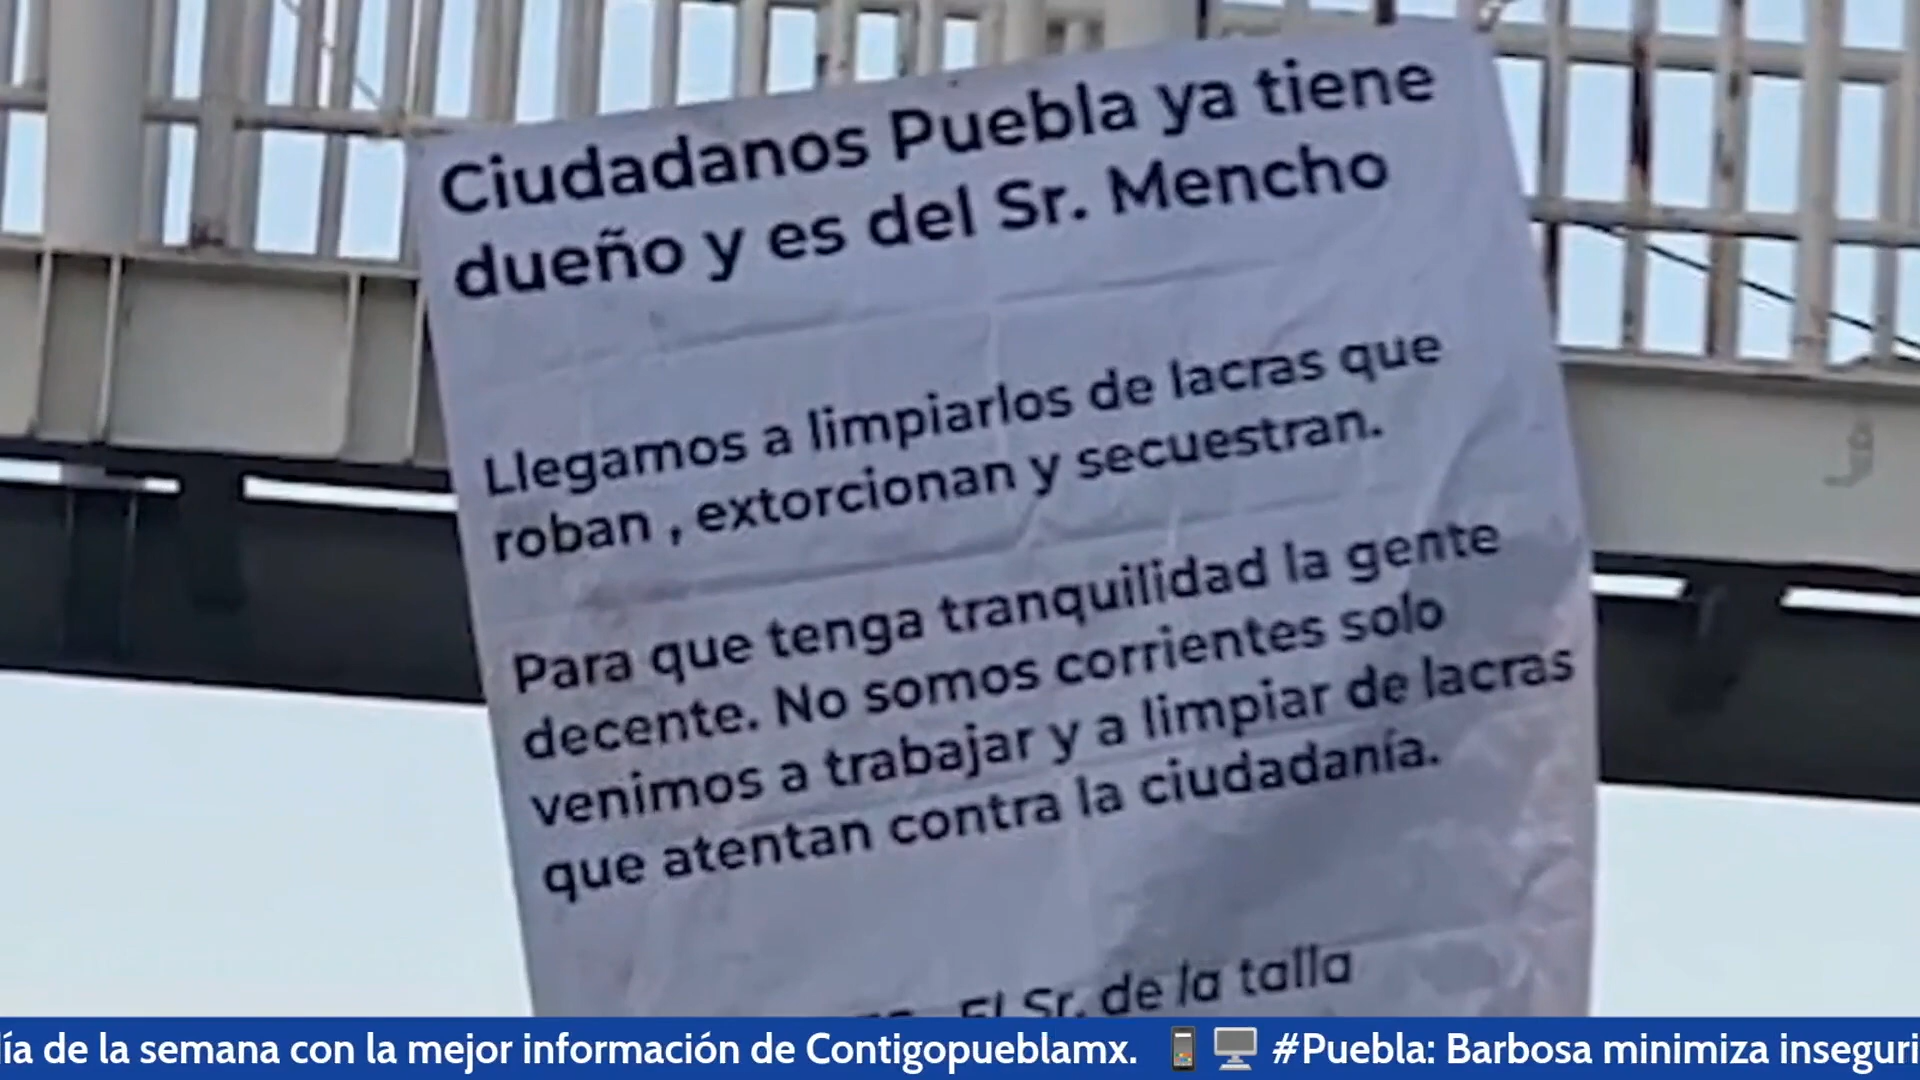 Ciudadanos Puebla ya tiene
dueño y es del Sr. Mencho
Llegamos a limpiarlos de lacras que
roban , extorcionan y secuestran.
Para que tenga tranquilidad la gente
decente. No somos corrientes solo
venimos a trabajar y a limpiar de lacras
que atentan contra la ciudadanía.
El Sr. de la talla
ía de la semana con la mejor información de Contigopueblamx. #Puebla: Barbosa minimiza inseguri